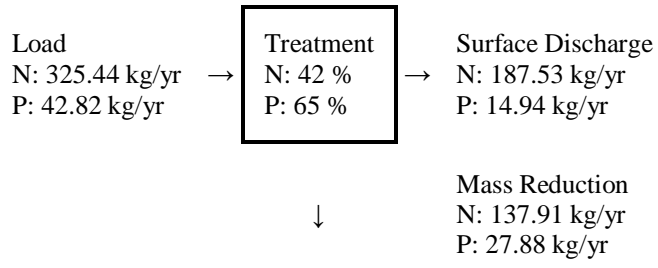 Load
N: 325.44 kg/yr
P: 42.82 kg/yr
→
Treatment
N: 42 %
P: 65 %
→
Surface Discharge
N: 187.53 kg/yr
P: 14.94 kg/yr
↓
Mass Reduction
N: 137.91 kg/yr
P: 27.88 kg/yr